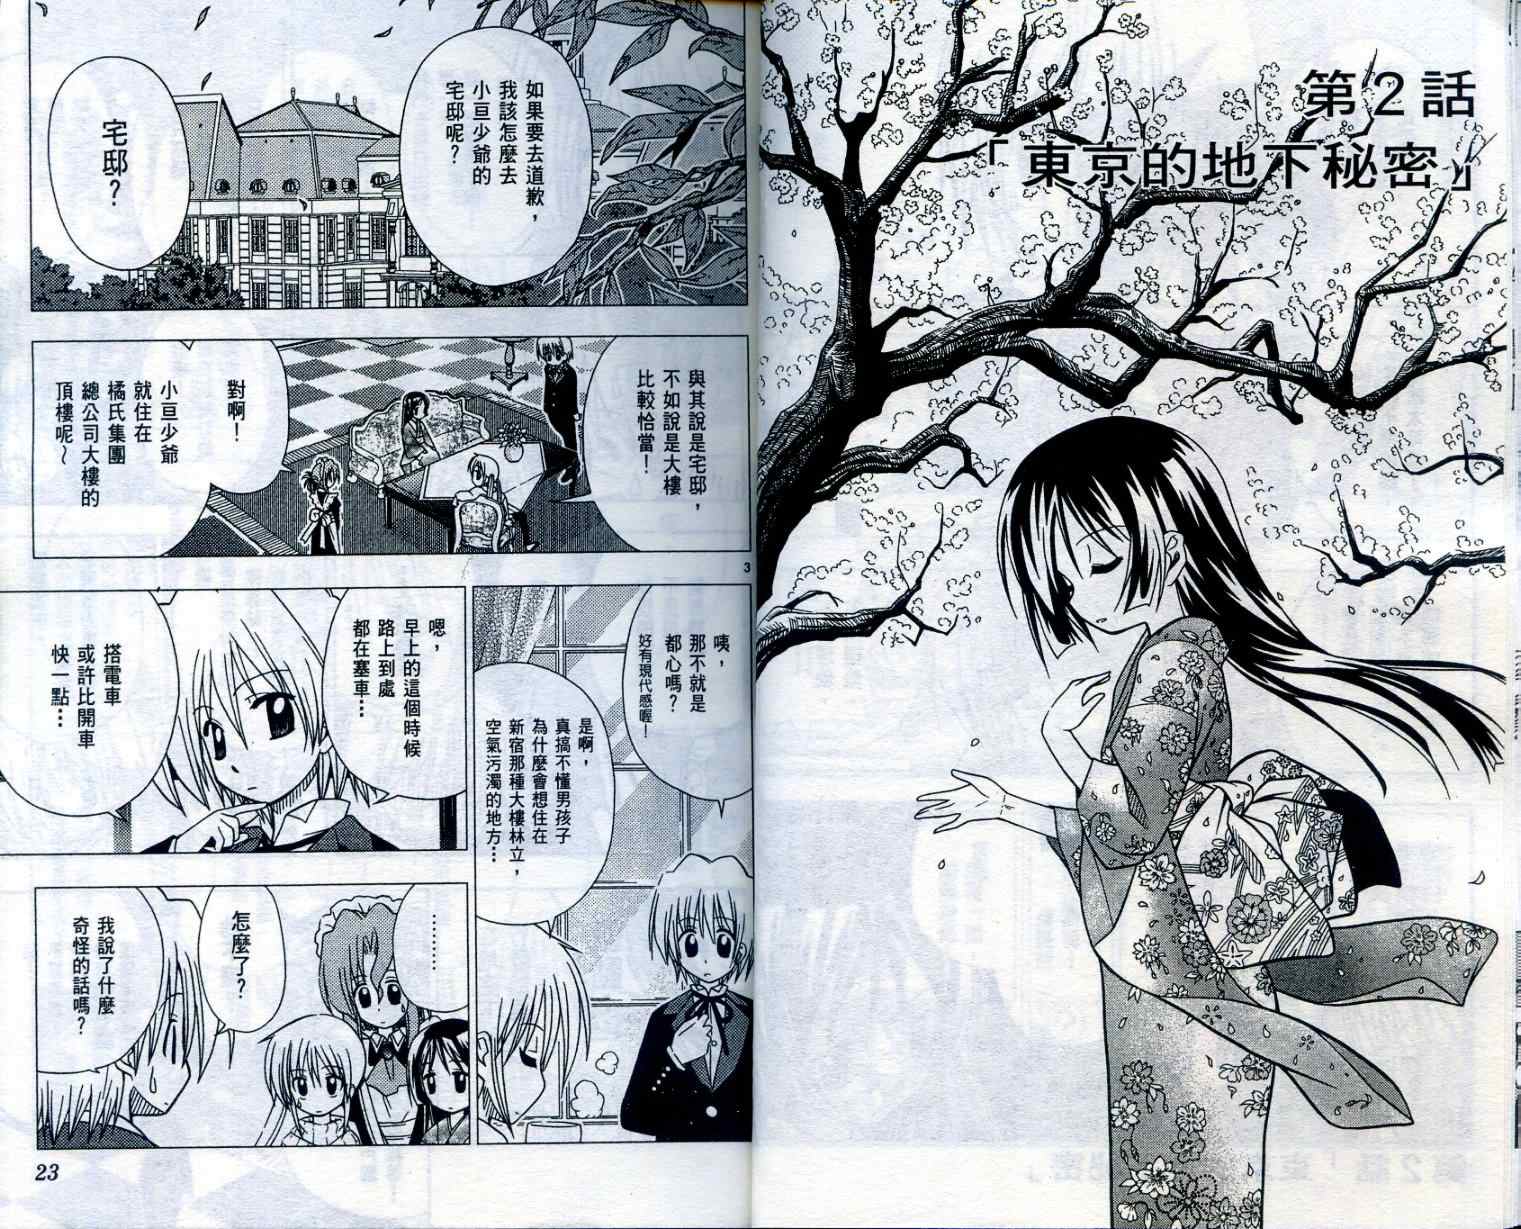 第２話
「東京的地下秘密」
如果要去道歉，
我該怎麼去
小亘少爺的
宅邸呢？
宅邸？
與其說是宅邸，
不如說是大樓
比較恰當！
對啊！
小亘少爺
就住在
橘氏集團
總公司大樓的
頂樓呢～
3
咦，
那不就是
都心嗎？
好有現代感喔！
是啊，
真搞不懂男孩子
為什麼會想住在
新宿那種大樓林立，
空氣污濁的地方…
嗯，
早上的這個時候
路上到處
都在塞車…
搭電車
或許比開車
快一點…
………
怎麼了？
我說了什麼
奇怪的話嗎？
23